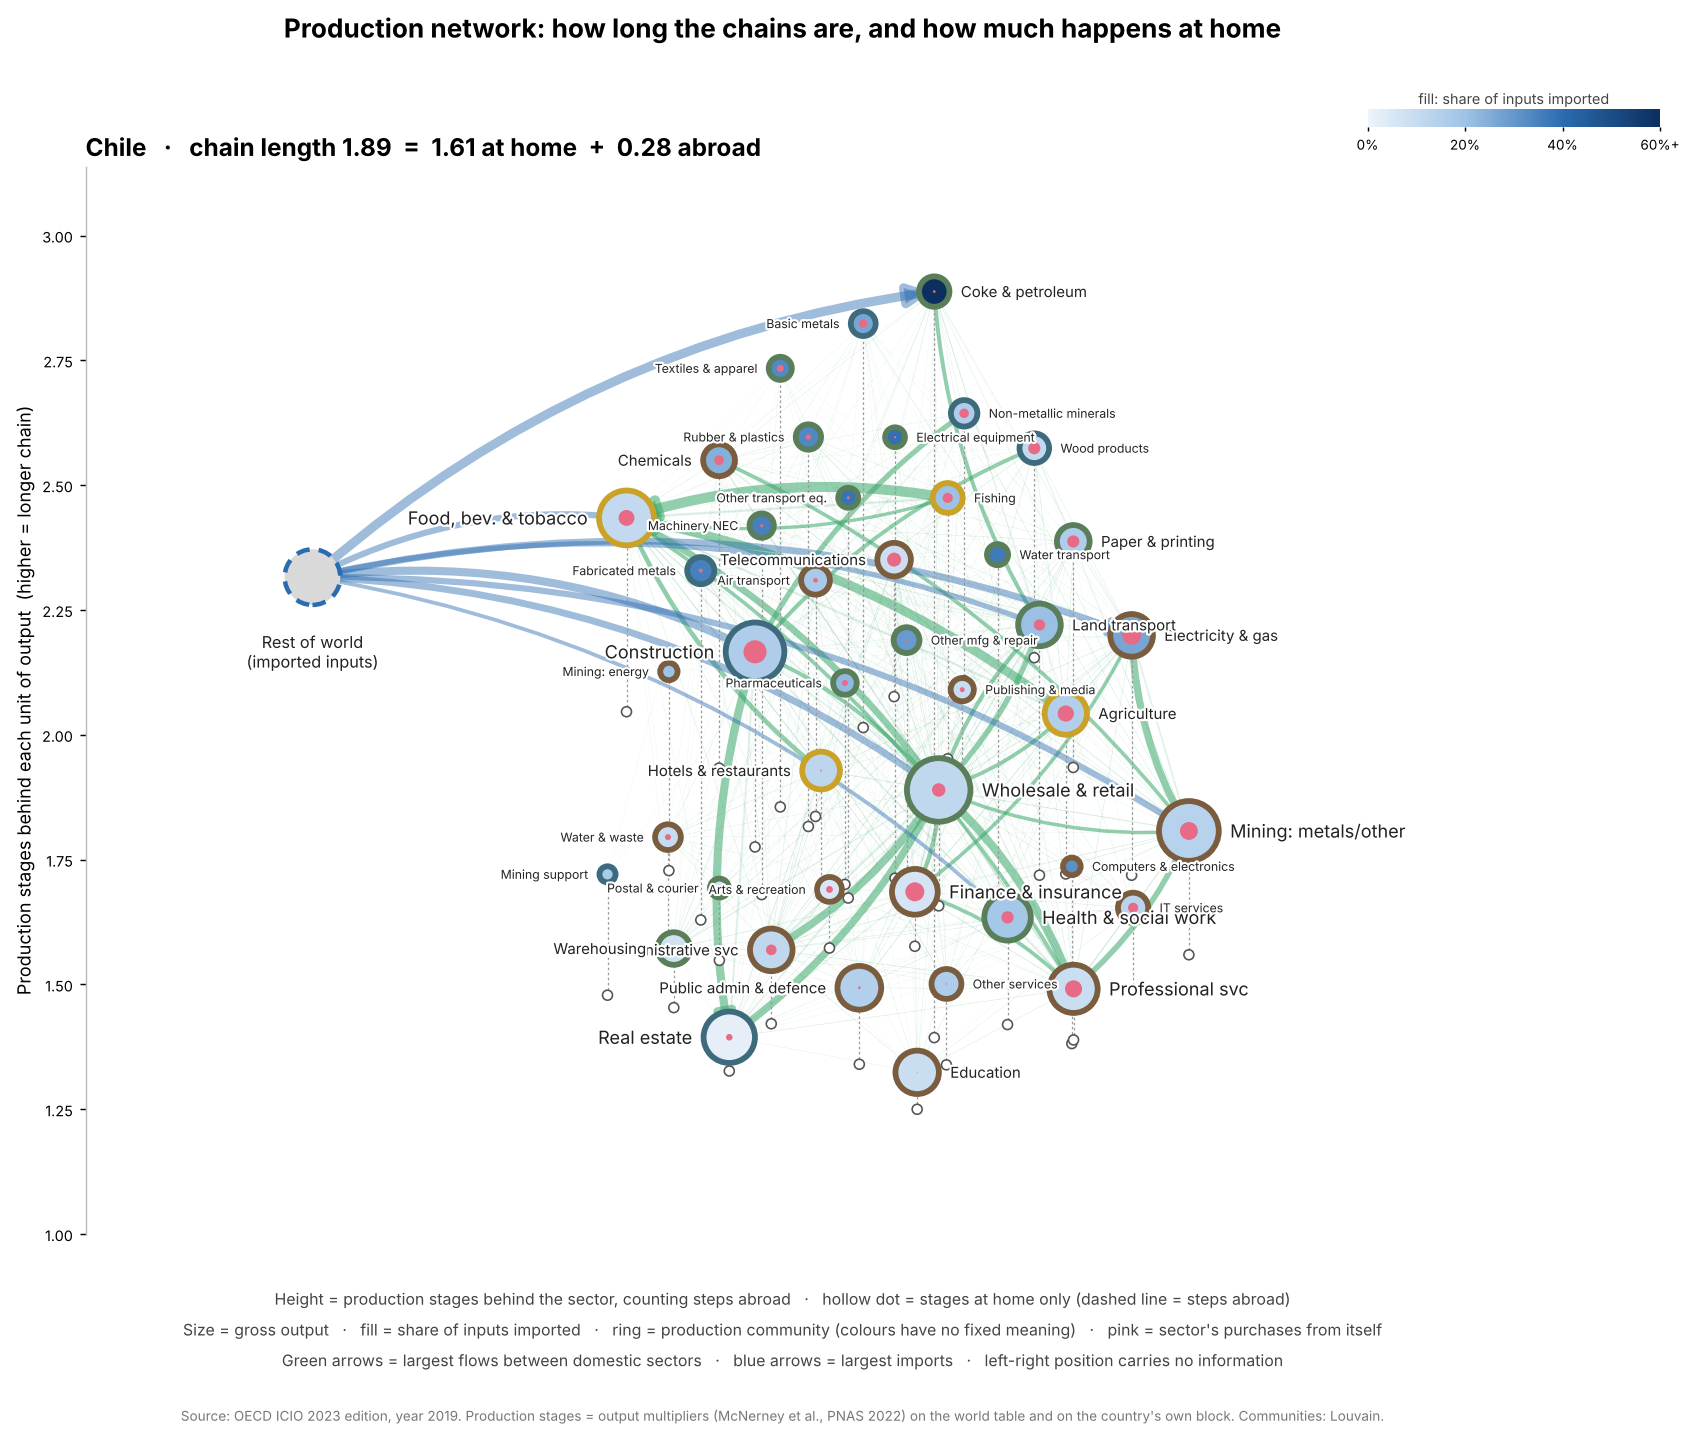 Production network: how long the chains are, and how much happens at home
fill: share of inputs imported
0% 20% 40% 60%+
Chile · chain length 1.89 = 1.61 at home + 0.28 abroad
Production stages behind each unit of output (higher = longer chain)
3.00
2.75
2.50
2.25
2.00
1.75
1.50
1.25
1.00
Coke & petroleum
Basic metals
Textiles & apparel
Non-metallic minerals
Rubber & plastics
Electrical equipment
Wood products
Chemicals
Other transport eq.
Fishing
Food, bev. & tobacco
Machinery NEC
Paper & printing
Water transport
Telecommunications
Fabricated metals
Air transport
Rest of world
(imported inputs)
Land transport
Electricity & gas
Other mfg & repair
Construction
Mining: energy
Pharmaceuticals
Publishing & media
Agriculture
Hotels & restaurants
Wholesale & retail
Mining: metals/other
Water & waste
Computers & electronics
Mining support
Postal & courier
Arts & recreation
Finance & insurance
IT services
Health & social work
Warehousing
nistrative svc
Public admin & defence
Other services
Professional svc
Real estate
Education
Height = production stages behind the sector, counting steps abroad · hollow dot = stages at home only (dashed line = steps abroad)
Size = gross output · fill = share of inputs imported · ring = production community (colours have no fixed meaning) · pink = sector's purchases from itself
Green arrows = largest flows between domestic sectors · blue arrows = largest imports · left-right position carries no information
Source: OECD ICIO 2023 edition, year 2019. Production stages = output multipliers (McNerney et al., PNAS 2022) on the world table and on the country's own block. Communities: Louvain.